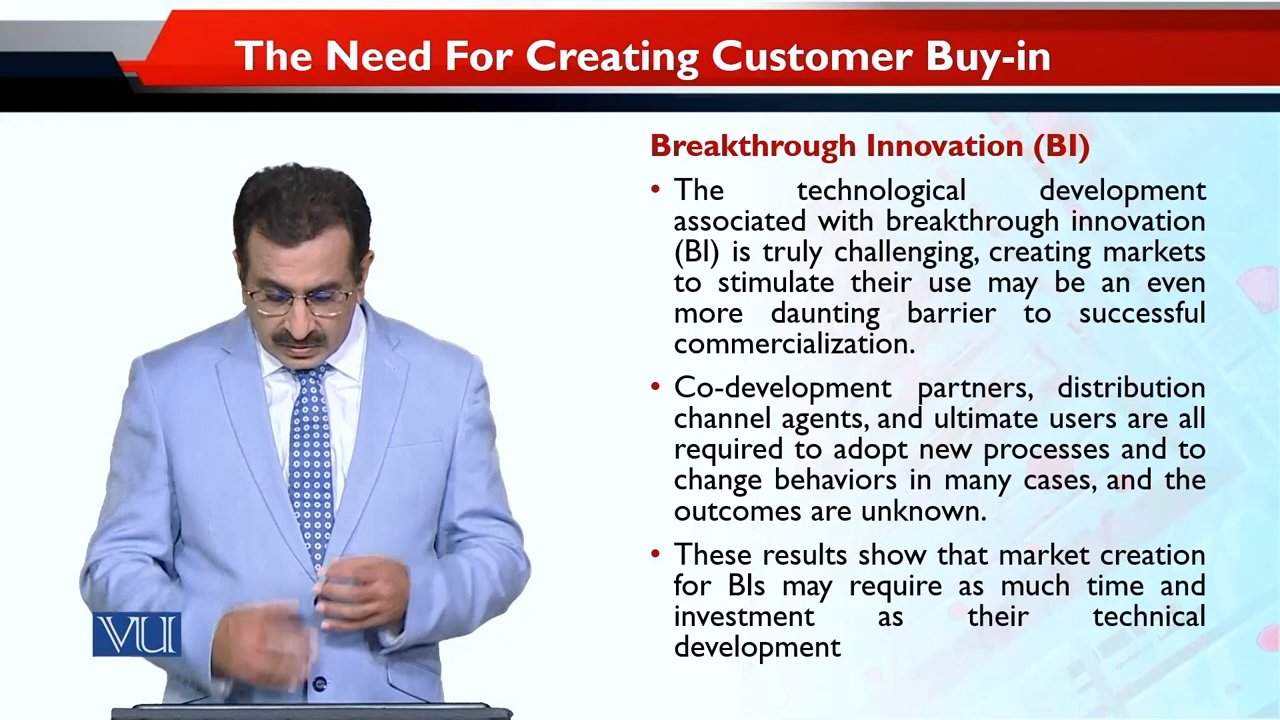 The Need For Creating Customer Buy-in
Breakthrough Innovation (BI)
• The technological development
associated with breakthrough innovation
(BI) is truly challenging, creating markets
to stimulate their use may be an even
more daunting barrier to successful
commercialization.
• Co-development partners, distribution
channel agents, and ultimate users are all
required to adopt new processes and to
change behaviors in many cases, and the
outcomes are unknown.
• These results show that market creation
for BIs may require as much time and
investment as their technical
development
VU